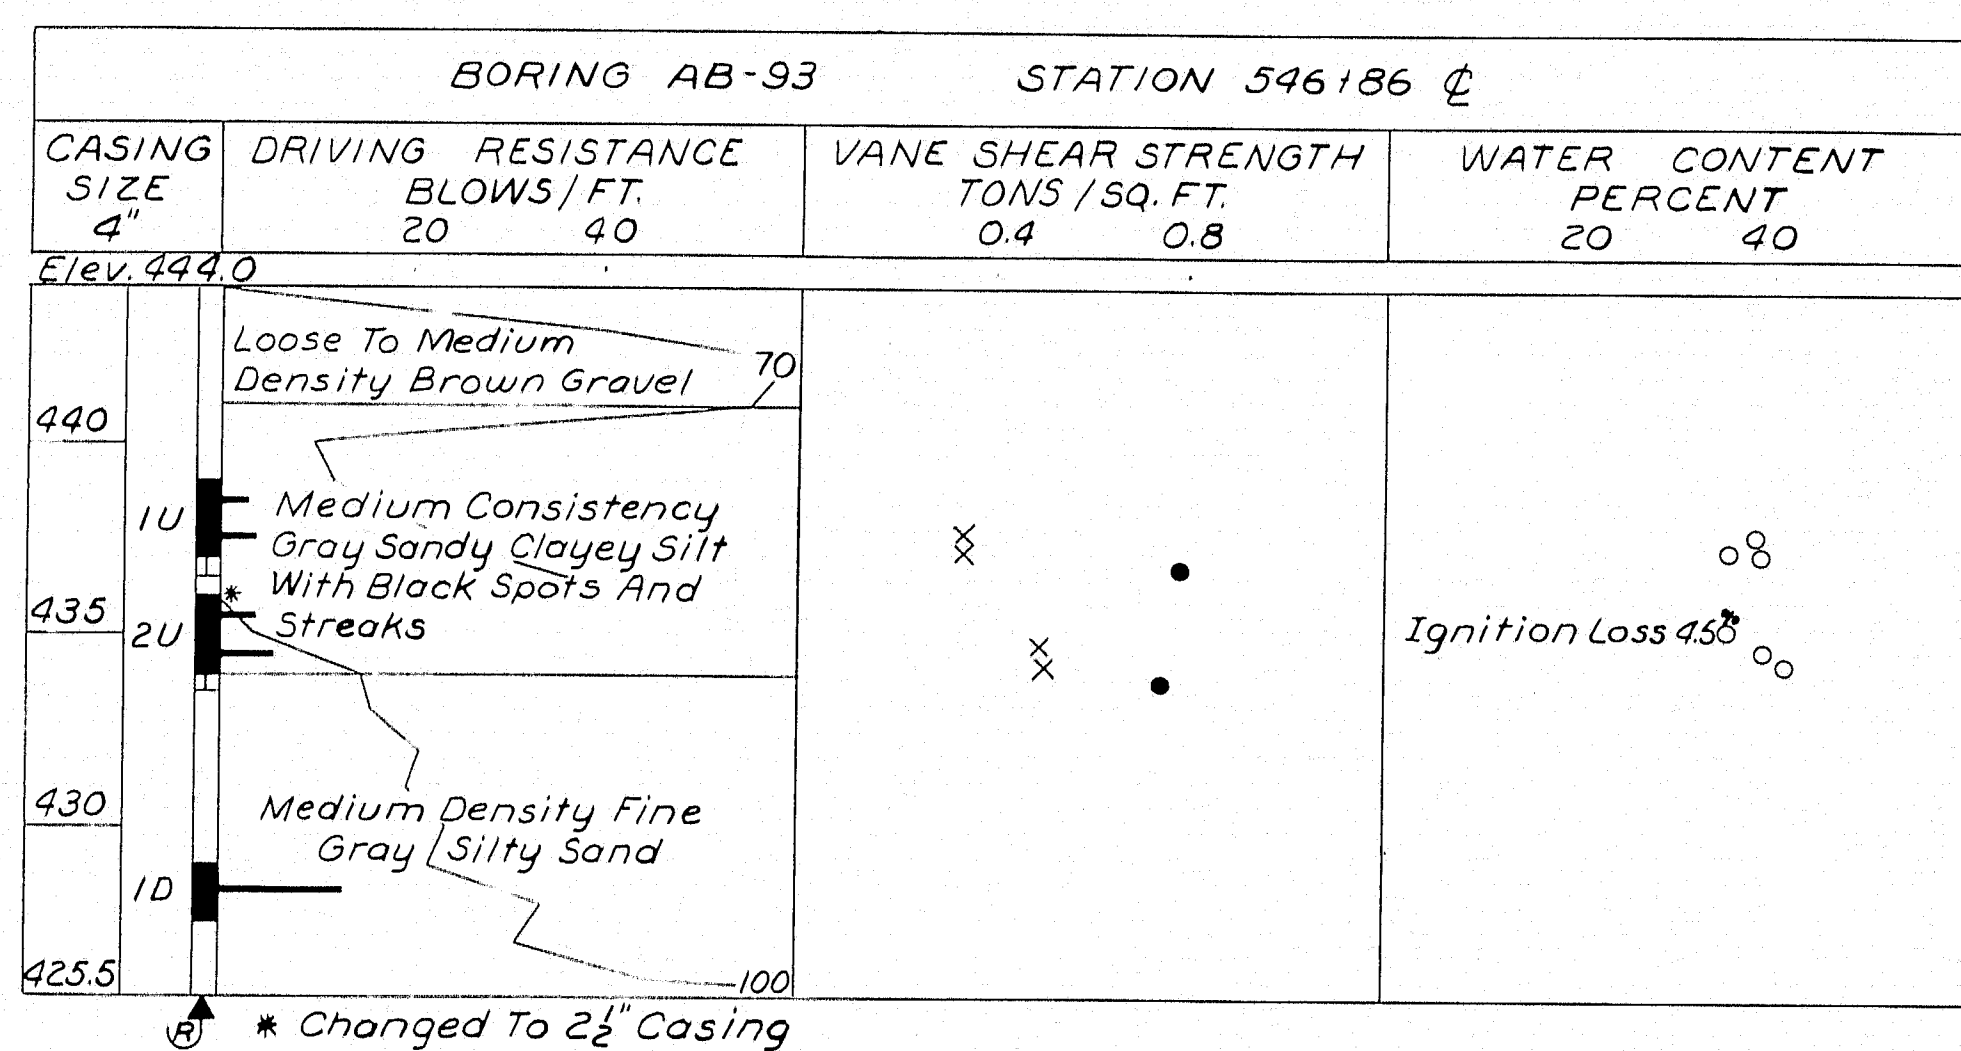 BORING AB-93 STATION 546+86 ℄
CASING SIZE 4"
DRIVING RESISTANCE
BLOWS/FT.
20 40
VANE SHEAR STRENGTH
TONS/SQ. FT.
0.4 0.8
WATER CONTENT
PERCENT
20 40
Elev. 444.0
Loose To Medium
Density Brown Gravel
70
440
1U
Medium Consistency
Gray Sandy Clayey Silt
With Black Spots And
Streaks
*
435
2U
Ignition Loss 4.5%
430
Medium Density Fine
Gray Silty Sand
1D
425.5
100
R
* Changed To 2½" Casing